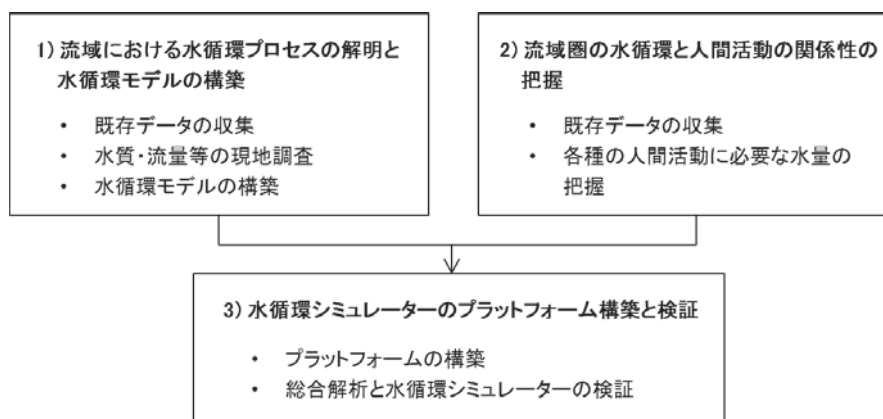 1) 流域における水循環プロセスの解明と
水循環モデルの構築
・ 既存データの収集
・ 水質・流量等の現地調査
・ 水循環モデルの構築
2) 流域圏の水循環と人間活動の関係性の
把握
・ 既存データの収集
・ 各種の人間活動に必要な水量の
把握
3) 水循環シミュレーターのプラットフォーム構築と検証
・ プラットフォームの構築
・ 総合解析と水循環シミュレーターの検証